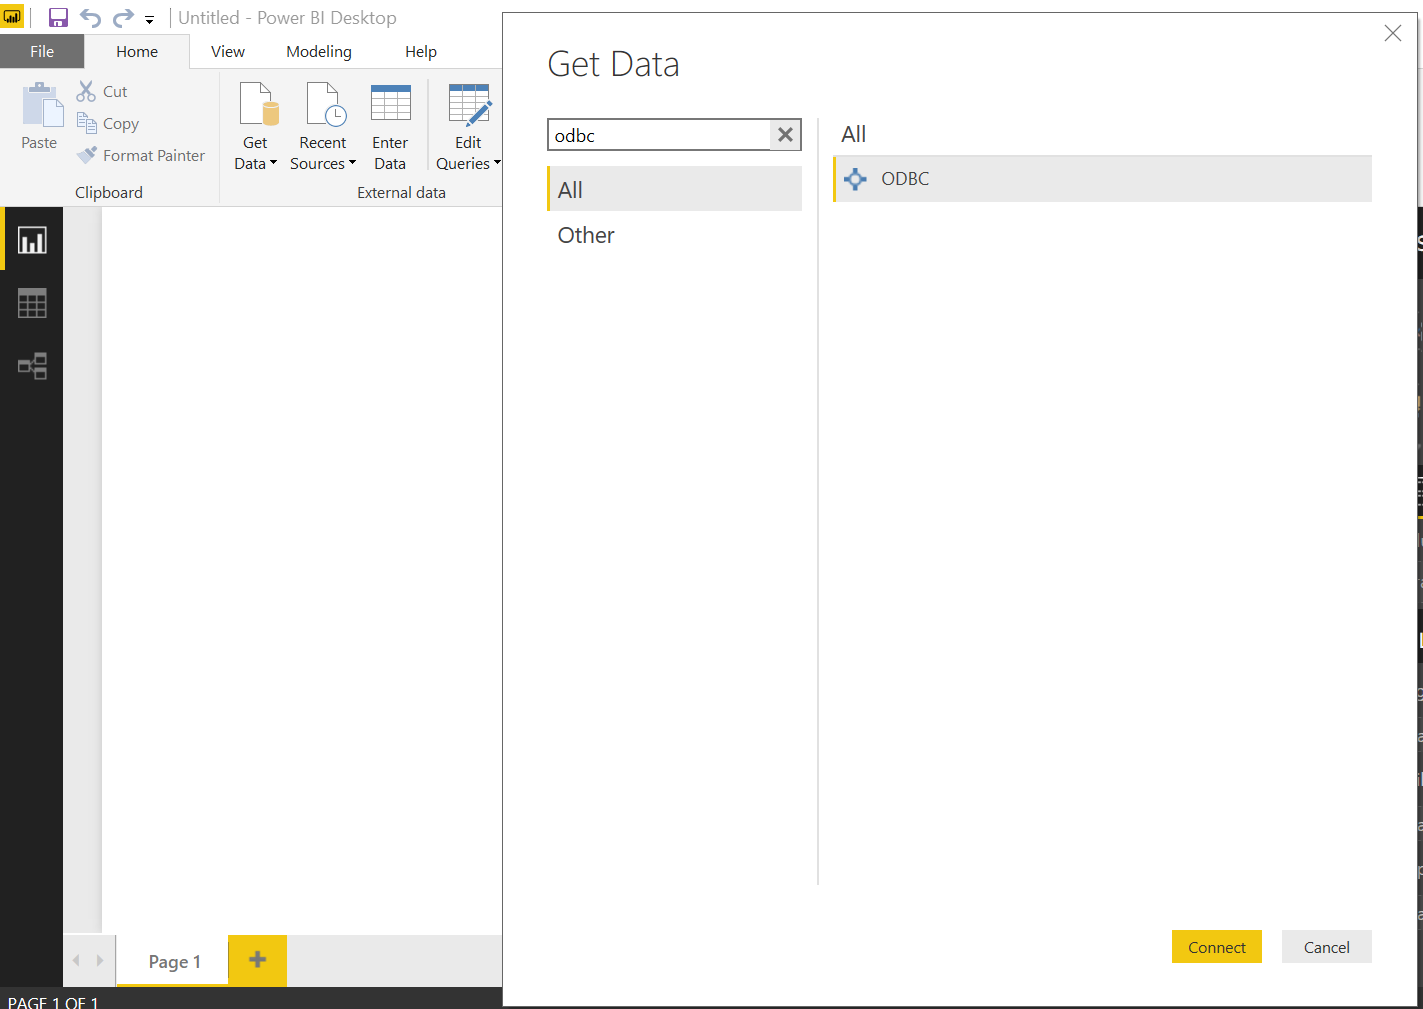 Untitled - Power BI Desktop
File Home View Modeling Help
Paste
Cut
Copy
Format Painter
Clipboard
Get Data
Recent Sources
Enter Data
Edit Queries
External data
Get Data
odbc
All
Other
All
ODBC
Connect Cancel
Page 1
PAGE 1 OF 1